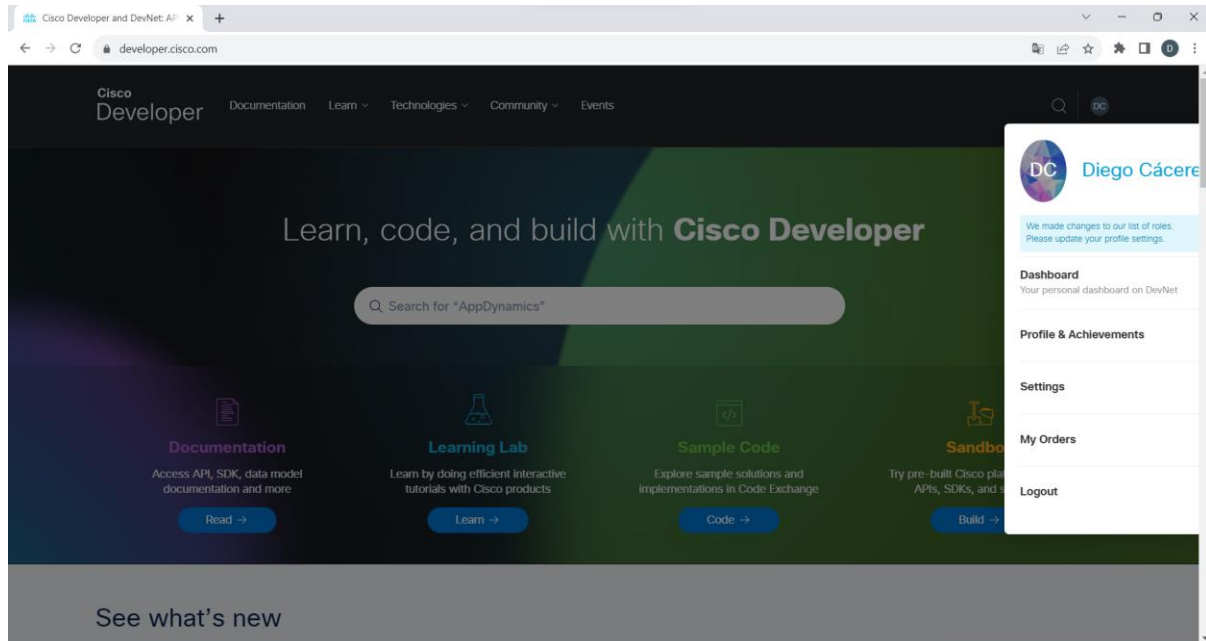 Cisco Developer and DevNet: AP
developer.cisco.com
D
Cisco
Developer
Documentation Learn Technologies Community Events
DC
DC
Diego Cácere
We made changes to our list of roles.
Please update your profile settings.
Dashboard
Your personal dashboard on DevNet
Profile & Achievements
Settings
My Orders
Logout
Learn, code, and build with Cisco Developer
Search for "AppDynamics"
Documentation
Access API, SDK, data model
documentation and more
Read →
Learning Lab
Learn by doing efficient interactive
tutorials with Cisco products
Learn →
Sample Code
Explore sample solutions and
implementations in Code Exchange
Code →
Sandbo
Try pre-built Cisco pla
APIs, SDKs, and s
Build →
See what's new